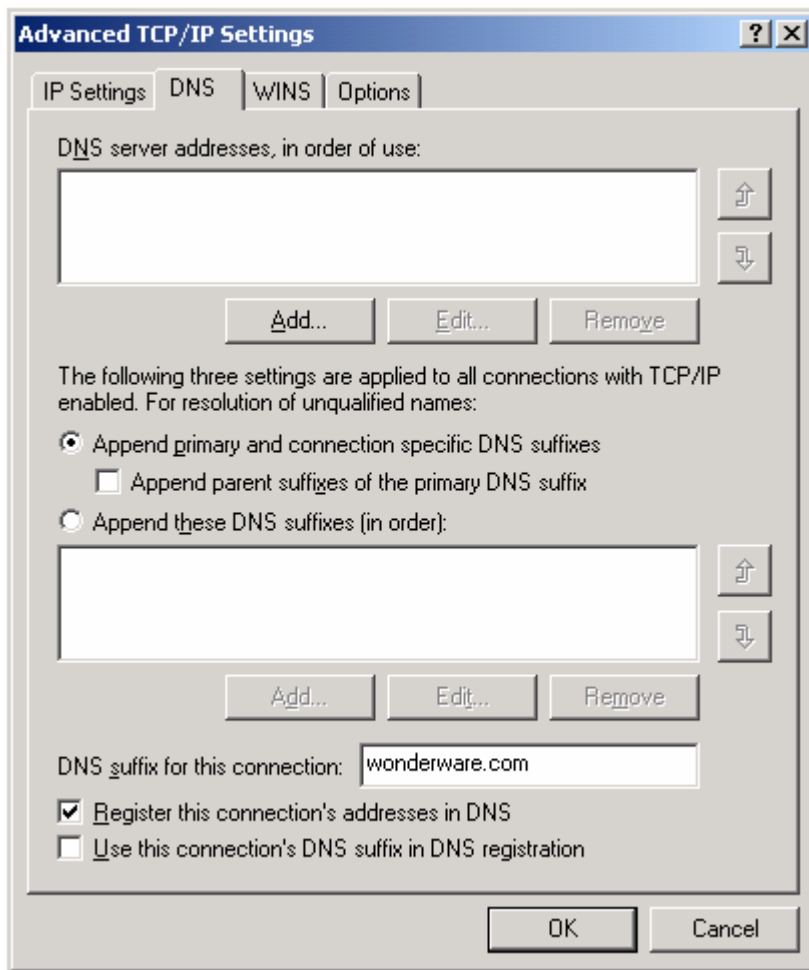 Advanced TCP/IP Settings
IP Settings DNS WINS Options
DNS server addresses, in order of use:
Add... Edit... Remove
The following three settings are applied to all connections with TCP/IP
enabled. For resolution of unqualified names:
Append primary and connection specific DNS suffixes
Append parent suffixes of the primary DNS suffix
Append these DNS suffixes (in order):
Add... Edit... Remove
DNS suffix for this connection: wonderware.com
Register this connection's addresses in DNS
Use this connection's DNS suffix in DNS registration
OK Cancel